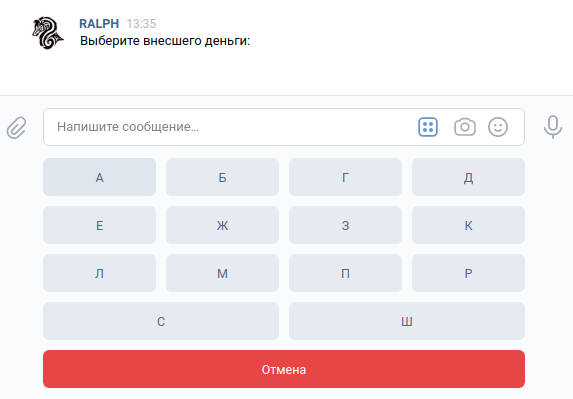 RALPH 13:35
Выберите внесшего деньги:
Напишите сообщение...
А Б Г Д
Е Ж З К
Л М П Р
С Ш
Отмена